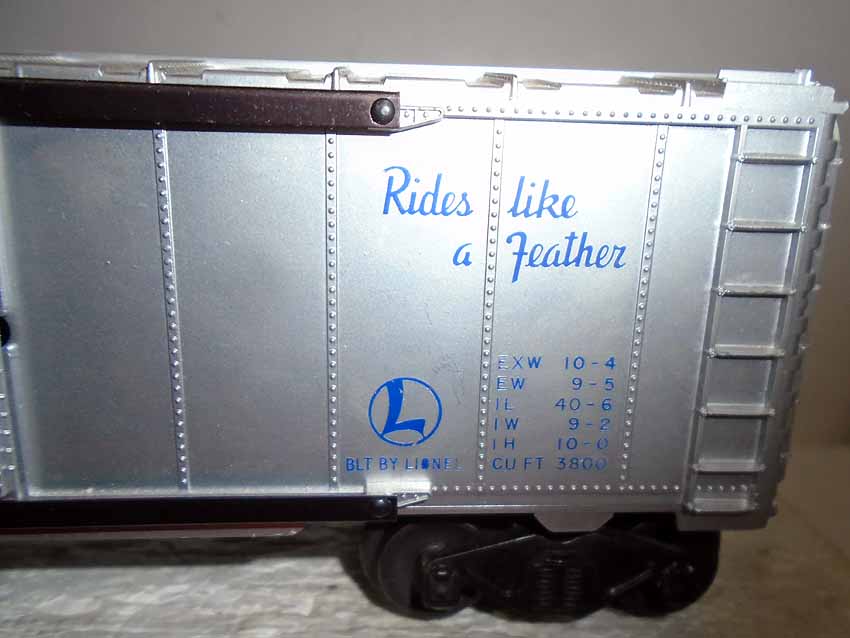 Rides like
a Feather
EXW 10-4
EW 9-5
IL 40-6
IW 9-2
IH 10-0
CU FT 3800
L
BLT BY LIONEL